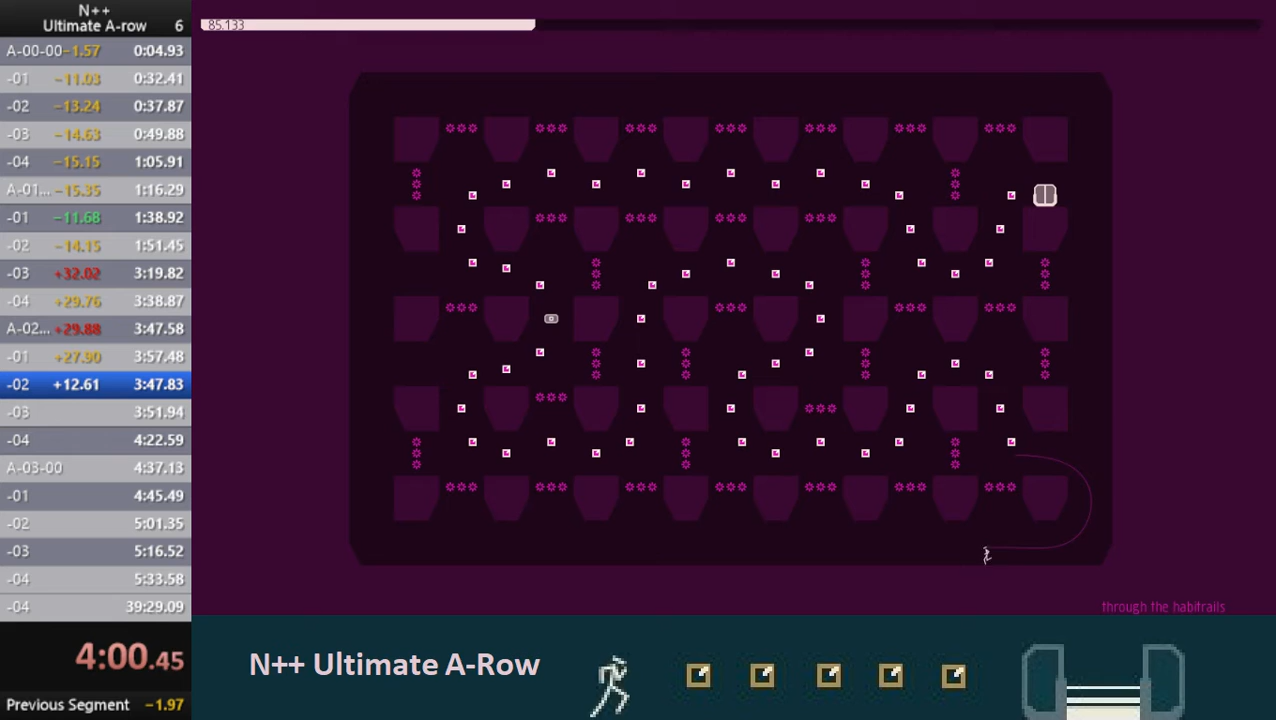 N++
Ultimate A-row 6
A-00-00 −1.57 0:04.93
-01 −11.03 0:32.41
-02 −13.24 0:37.87
-03 −14.63 0:49.88
-04 −15.15 1:05.91
A-01... −15.35 1:16.29
-01 −11.68 1:38.92
-02 −14.15 1:51.45
-03 +32.02 3:19.82
-04 +29.76 3:38.87
A-02... +29.88 3:47.58
-01 +27.90 3:57.48
-02 +12.61 3:47.83
-03 3:51.94
-04 4:22.59
A-03-00 4:37.13
-01 4:45.49
-02 5:01.35
-03 5:16.52
-04 5:33.58
-04 39:29.09
4:00.45
Previous Segment −1.97
85.133
through the habitrails
N++ Ultimate A-Row